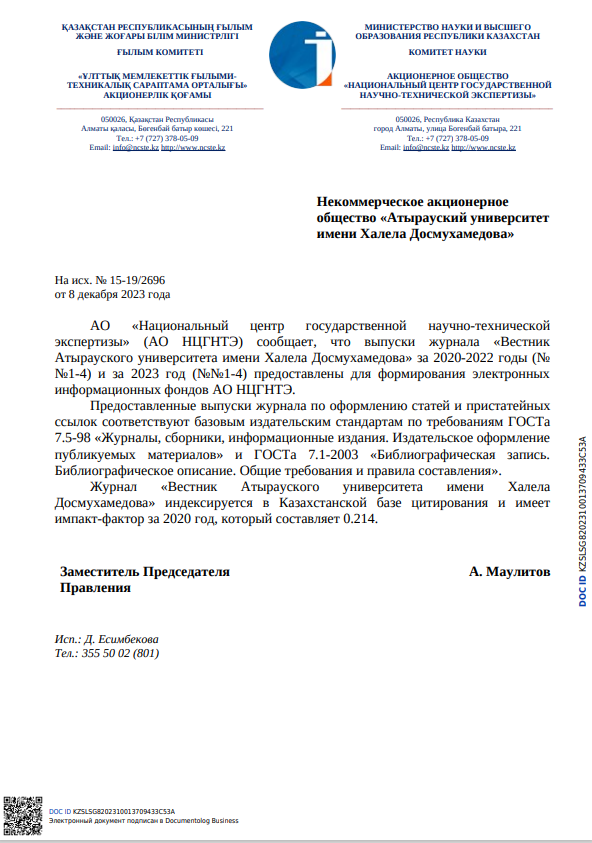 ҚАЗАҚСТАН РЕСПУБЛИКАСЫНЫҢ ҒЫЛЫМ
ЖӘНЕ ЖОҒАРЫ БІЛІМ МИНИСТРЛІГІ
ҒЫЛЫМ КОМИТЕТІ
«ҰЛТТЫҚ МЕМЛЕКЕТТІК ҒЫЛЫМИ-
ТЕХНИКАЛЫҚ САРАПТАМА ОРТАЛЫҒЫ»
АКЦИОНЕРЛІК ҚОҒАМЫ
050026, Қазақстан Республикасы
Алматы қаласы, Бөгенбай батыр көшесі, 221
Тел.: +7 (727) 378-05-09
Email: info@ncste.kz http://www.ncste.kz
МИНИСТЕРСТВО НАУКИ И ВЫСШЕГО
ОБРАЗОВАНИЯ РЕСПУБЛИКИ КАЗАХСТАН
КОМИТЕТ НАУКИ
АКЦИОНЕРНОЕ ОБЩЕСТВО
«НАЦИОНАЛЬНЫЙ ЦЕНТР ГОСУДАРСТВЕННОЙ
НАУЧНО-ТЕХНИЧЕСКОЙ ЭКСПЕРТИЗЫ»
050026, Республика Казахстан
город Алматы, улица Богенбай батыра, 221
Тел.: +7 (727) 378-05-09
Email: info@ncste.kz http://www.ncste.kz
Некоммерческое акционерное
общество «Атырауский университет
имени Халела Досмухамедова»
На исх. № 15-19/2696
от 8 декабря 2023 года
АО «Национальный центр государственной научно-технической
экспертизы» (АО НЦГНТЭ) сообщает, что выпуски журнала «Вестник
Атырауского университета имени Халела Досмухамедова» за 2020-2022 годы (№
№1-4) и за 2023 год (№№1-4) предоставлены для формирования электронных
информационных фондов АО НЦГНТЭ.
Предоставленные выпуски журнала по оформлению статей и пристатейных
ссылок соответствуют базовым издательским стандартам по требованиям ГОСТа
7.5-98 «Журналы, сборники, информационные издания. Издательское оформление
публикуемых материалов» и ГОСТа 7.1-2003 «Библиографическая запись.
Библиографическое описание. Общие требования и правила составления».
Журнал «Вестник Атырауского университета имени Халела
Досмухамедова» индексируется в Казахстанской базе цитирования и имеет
импакт-фактор за 2020 год, который составляет 0.214.
Заместитель Председателя
Правления
А. Маулитов
Исп.: Д. Есимбекова
Тел.: 355 50 02 (801)
DOC ID KZSLSG8202310013709433C53A
DOC ID KZSLSG8202310013709433C53A
Электронный документ подписан в Documentolog Business